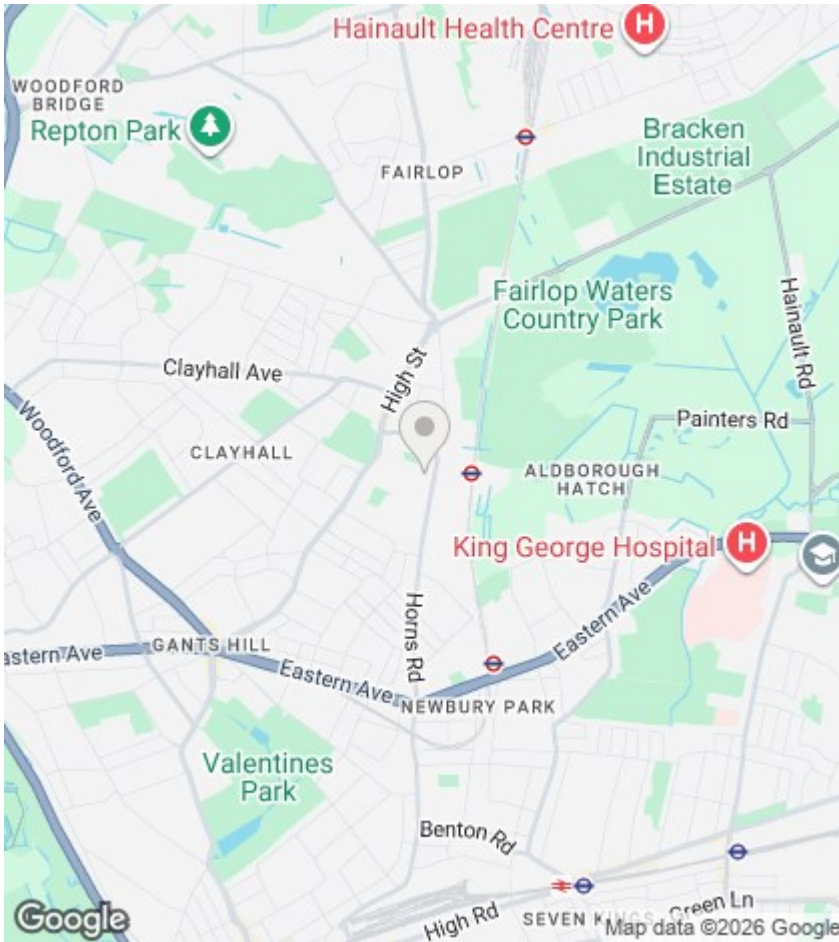 Hainault Health Centre
H
WOODFORD
BRIDGE
Repton Park
Bracken
Industrial
Estate
FAIRLOP
Fairlop Waters
Country Park
Hainault Rd
High St
Clayhall Ave
Painters Rd
Woodford Ave
CLAYHALL
ALDBOROUGH
HATCH
King George Hospital
H
Horns Rd
Eastern Ave
astern Ave
GANTS HILL
Eastern Ave
NEWBURY PARK
Valentines
Park
Benton Rd
High Rd
SEVEN KINGS
Green Ln
Google
Map data ©2026 Google